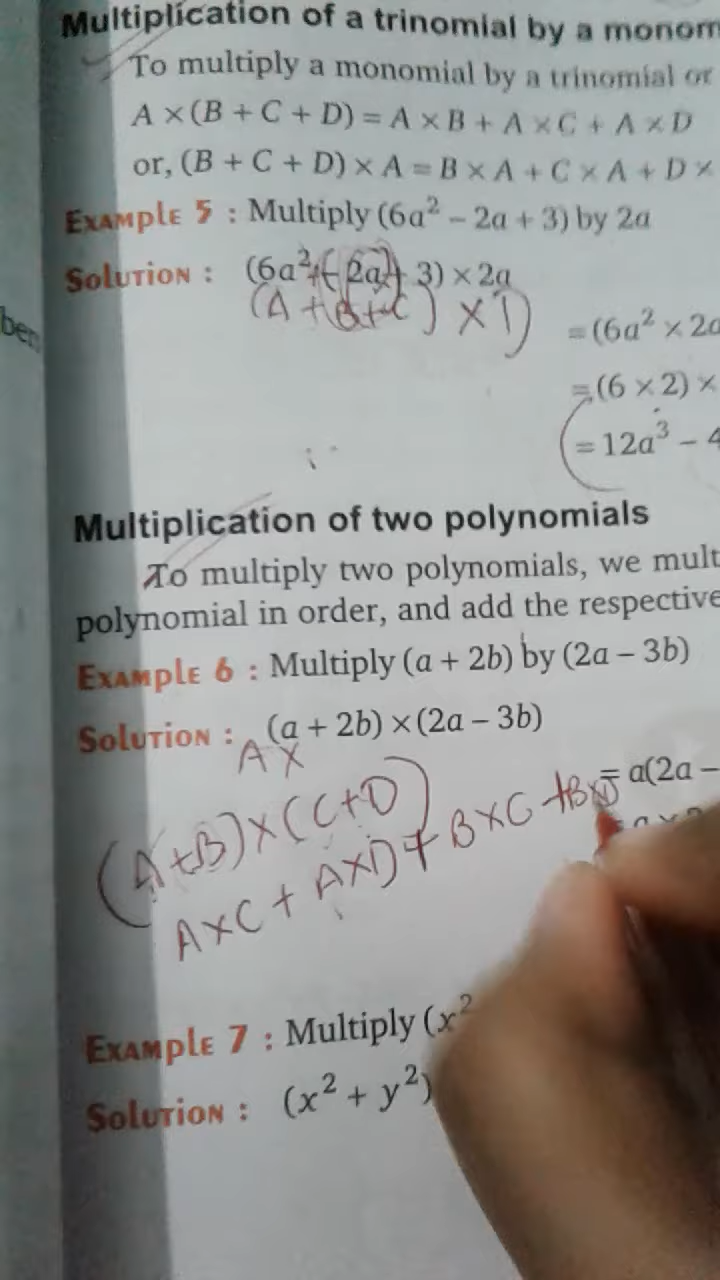 Multiplication of a trinomial by a monom
To multiply a monomial by a trinomial or
A × (B + C + D) = A × B + A × C + A × D
or, (B + C + D) × A = B × A + C × A + D ×
Example 5 : Multiply (6a² − 2a + 3) by 2a
Solution : (6a² + (− 2a) + 3) × 2a
(A + B + C) × D
= (6a² × 2a
= (6 × 2) ×
= 12a³ − 4
Multiplication of two polynomials
To multiply two polynomials, we mult
polynomial in order, and add the respective
Example 6 : Multiply (a + 2b) by (2a − 3b)
Solution : (a + 2b) × (2a − 3b)
A ×
= a(2a −
(A + B) × (C + D)
A × C + A × D + B × C + B × D
Example 7 : Multiply (x²
Solution : (x² + y²)